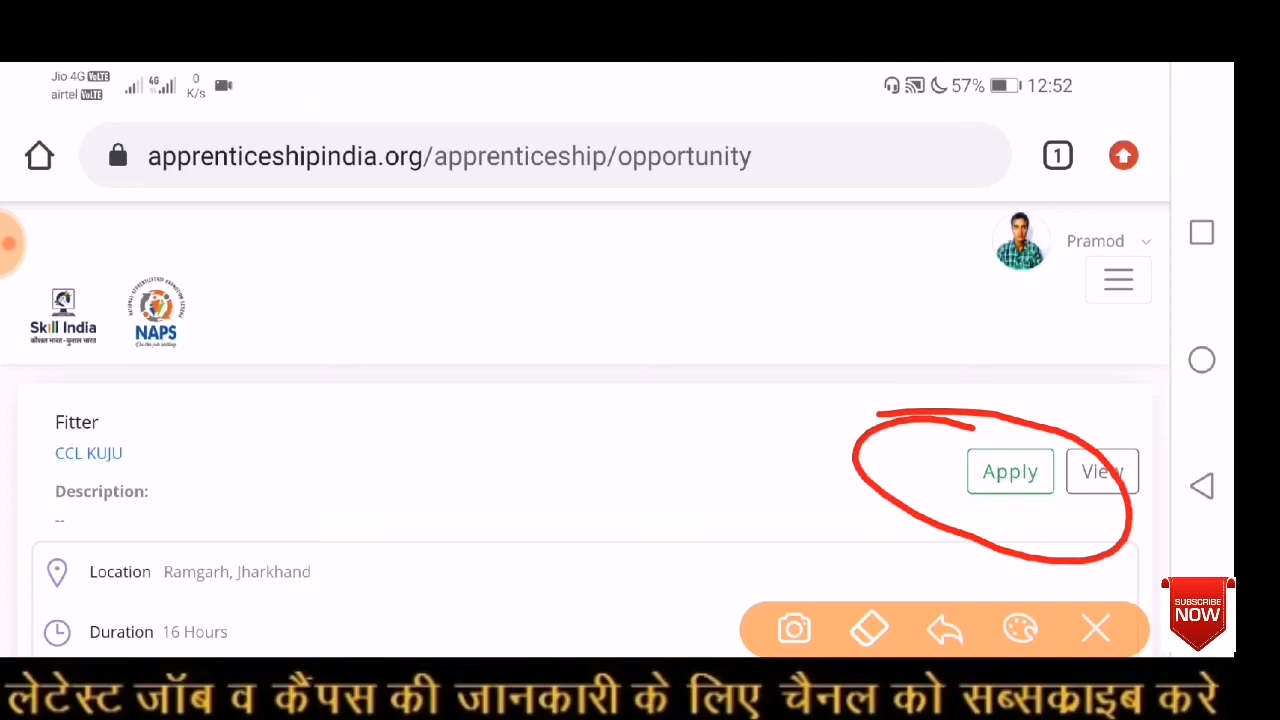 Jio 4G VoLTE
airtel VoLTE
4G
0
K/s
57% 12:52
apprenticeshipindia.org/apprenticeship/opportunity
1
Pramod
Skill India
कौशल भारत - कुशल भारत
NAPS
Fitter
CCL KUJU
Apply View
Description:
--
Location Ramgarh, Jharkhand
Duration 16 Hours
SUBSCRIBE
NOW
लेटेस्ट जॉब व कैंपस की जानकारी के लिए चैनल को सब्सक्राइब करे